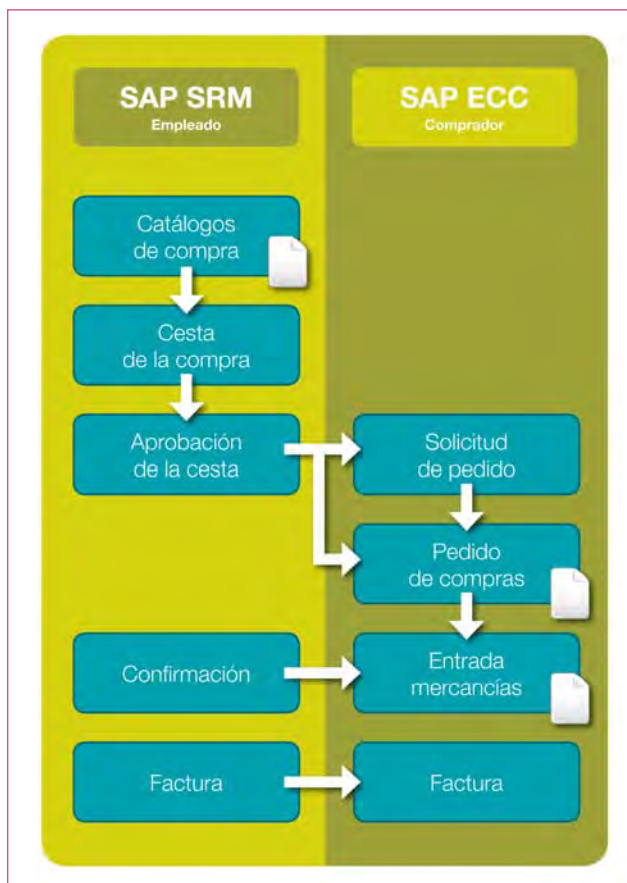 SAP SRM
Empleado
SAP ECC
Comprador
Catálogos
de compra
Cesta
de la compra
Aprobación
de la cesta
Solicitud
de pedido
Pedido
de compras
Confirmación
Entrada
mercancías
Factura
Factura